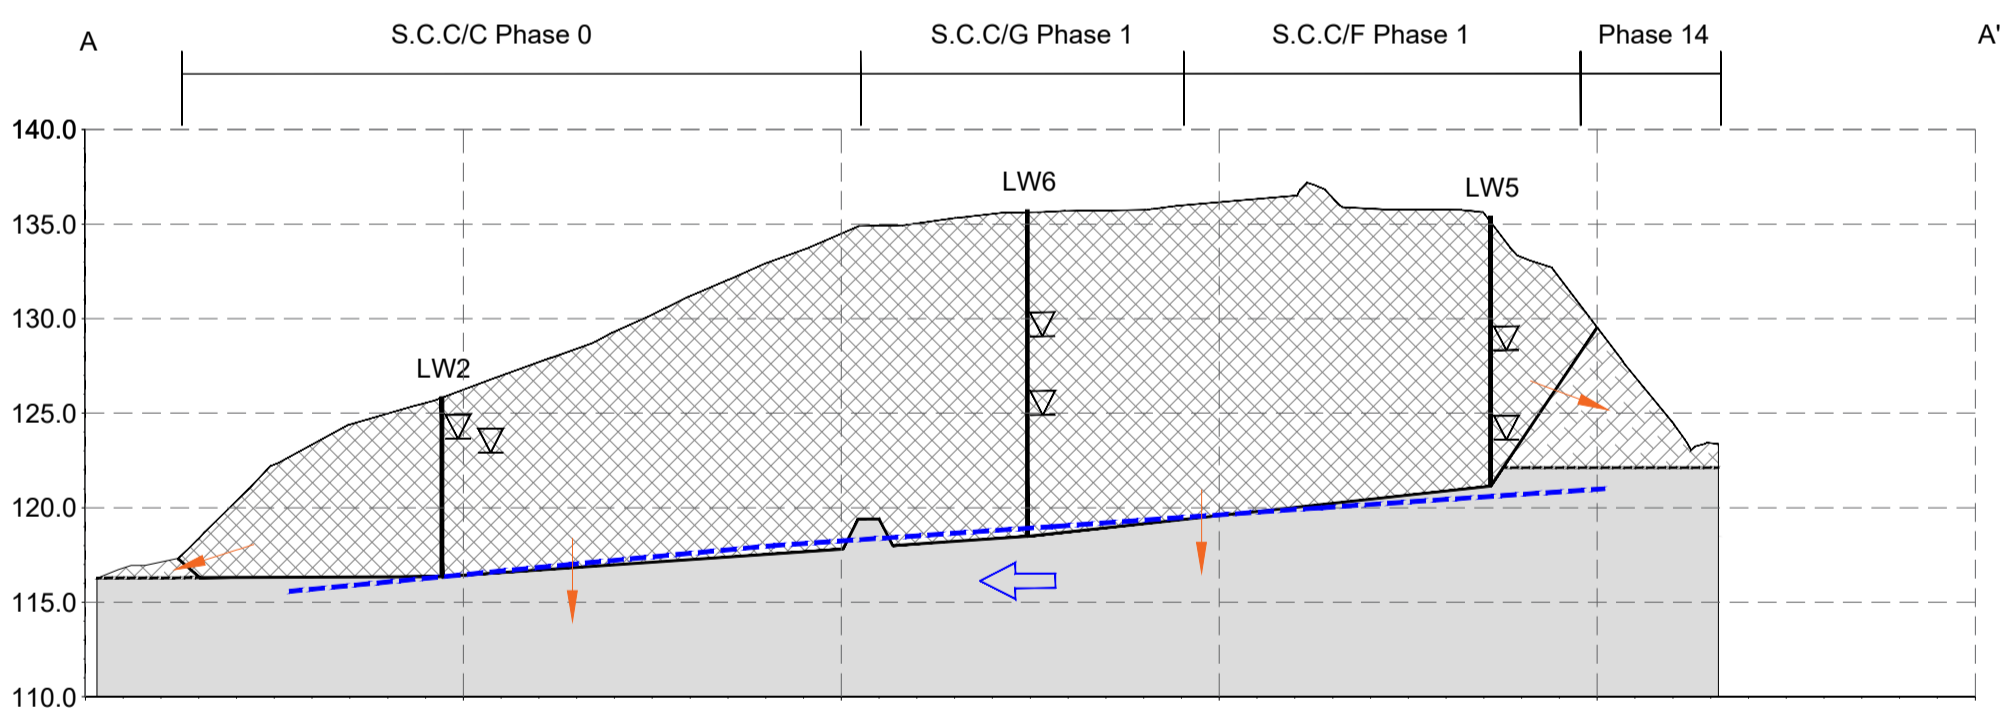 A
S.C.C/C Phase 0
S.C.C/G Phase 1
S.C.C/F Phase 1
Phase 14
A'
140.0
LW6
LW5
135.0
130.0
LW2
125.0
120.0
115.0
110.0